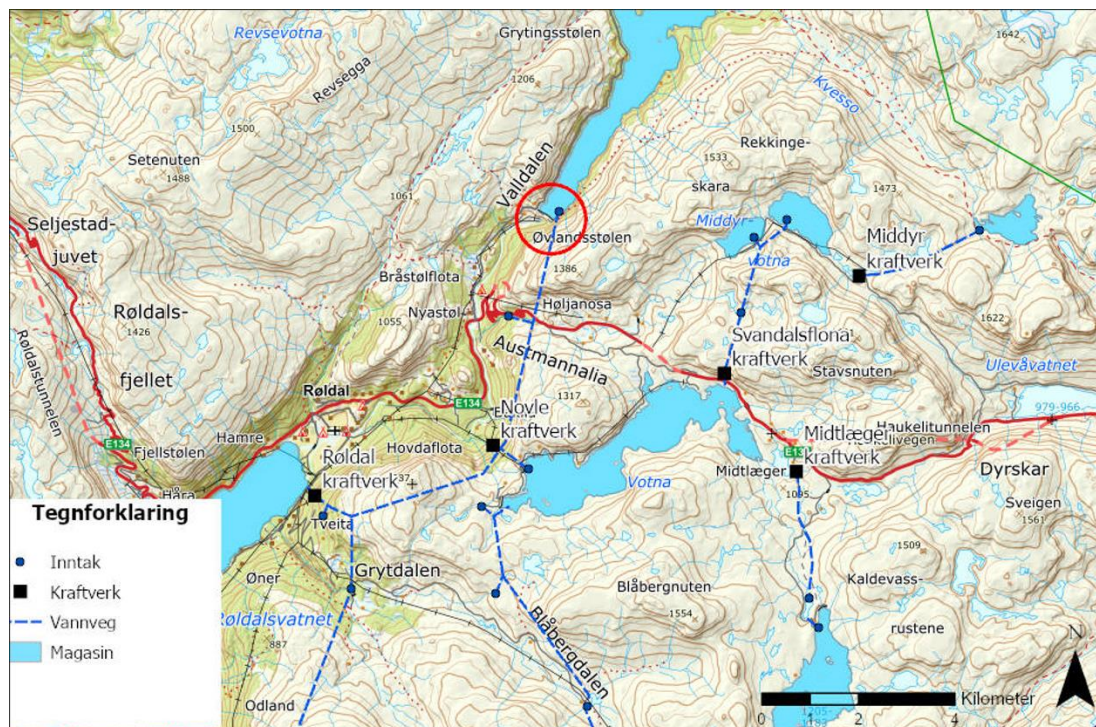 Revsevotna
Grytingsstølen
1642
1206
Revsegga
Kvesso
1500
Rekkinge-
Setenuten
1533
1488
Valldalen
skara
1473
1061
Seljestad-
Middyr-
juvet
Øvlandsstølen
Middyr
votna
kraftverk
Bråstølflota
1386
Røldals-
Nyastøl
Høljanosa
1622
1426
1055
Svandalsflona
kraftverk
Ulevåvatnet
fjellet
Austmannalia
Stavsnuten
Røldalstunnelen
Røldal
1317
979-966
E134
Novle
kraftverk
Haukelitunnelen
E134
Hamre
Hovdaflota
Midtlæger
kraftverk
Fjellstølen
Røldal
kraftverk
Votna
Midtlæger
Dyrskar
Håra
1095
Sveigen
1561
Tegnforklaring
Tveita
1509
Inntak
Øner
Grytdalen
Blåbergnuten
Kaldevass-
Kraftverk
1554
rustene
Vannveg
Røldalsvatnet
Blåbergdalen
887
Magasin
N
Kilometer
Odland
0 2 4
1205-
1183